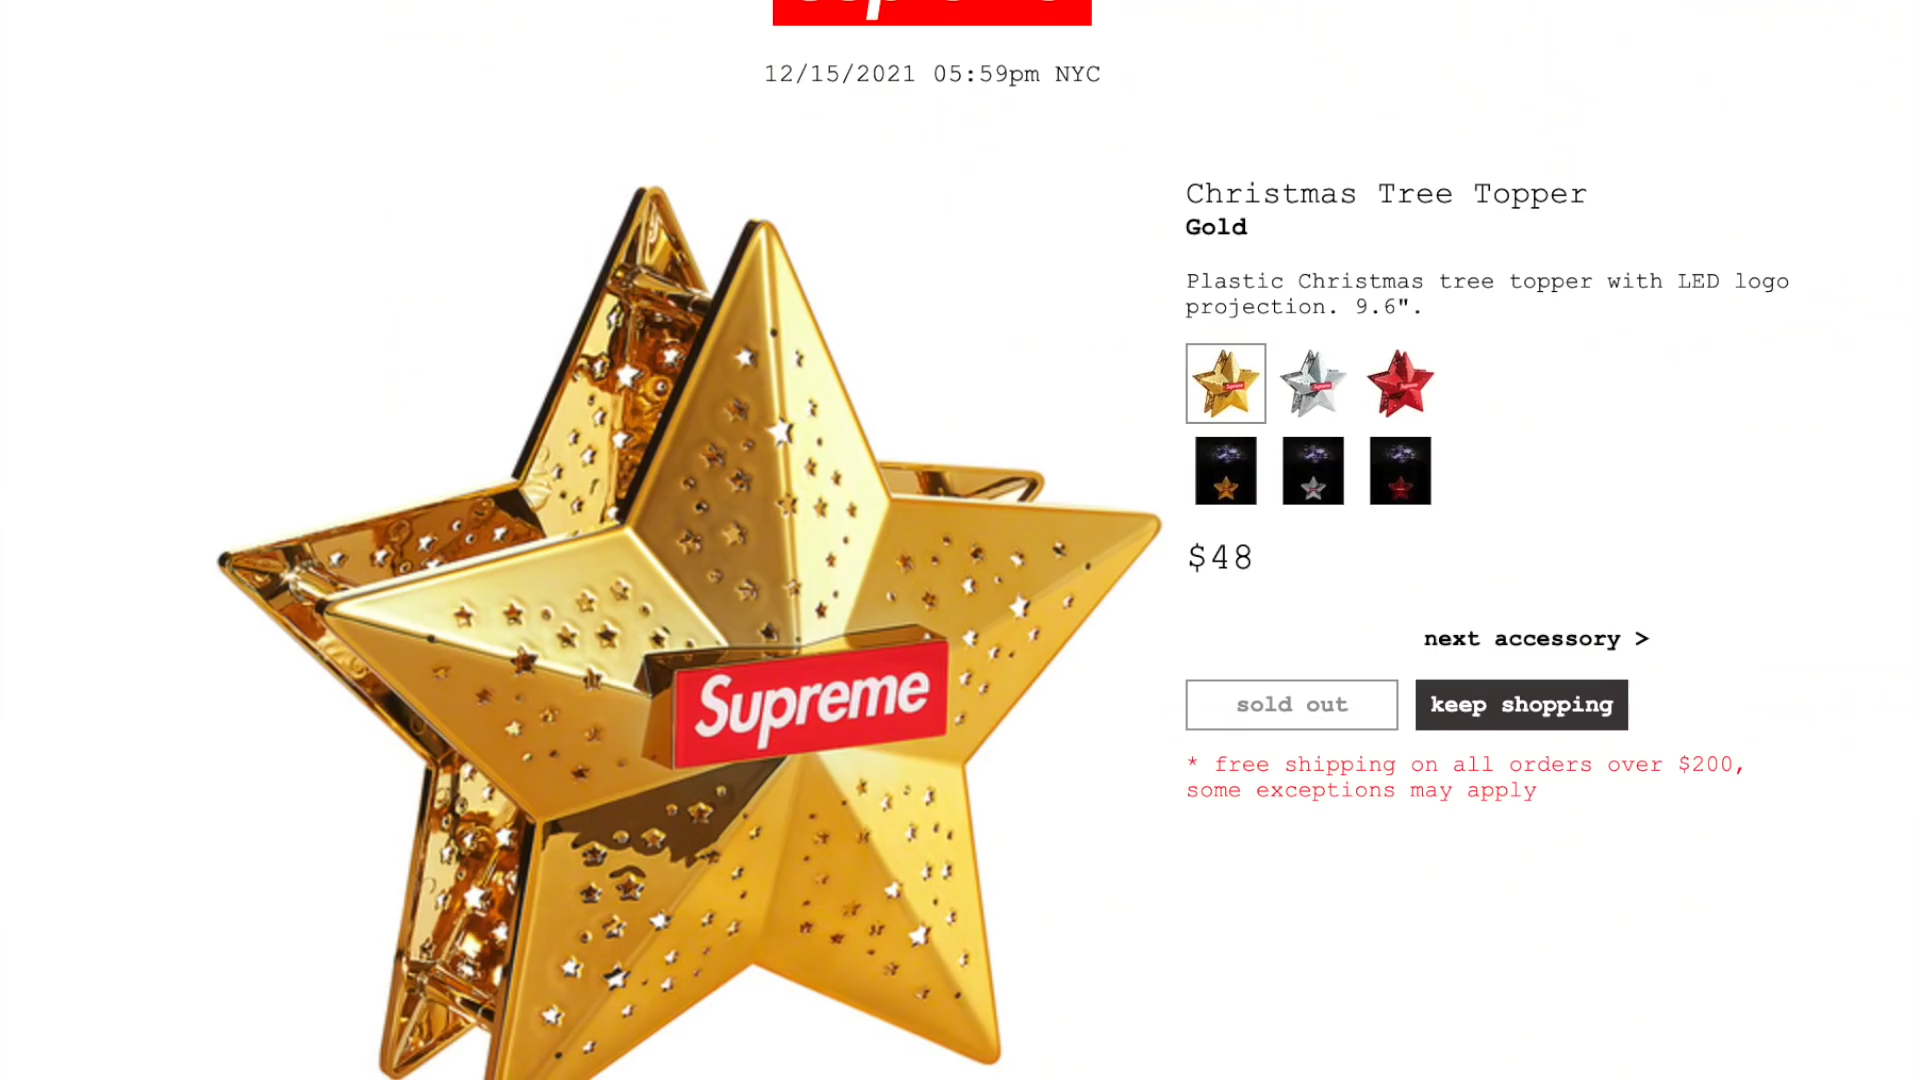 12/15/2021 05:59pm NYC
Christmas Tree Topper
Gold
Plastic Christmas tree topper with LED logo
projection. 9.6".
$48
next accessory >
sold out
keep shopping
* free shipping on all orders over $200,
some exceptions may apply
Supreme